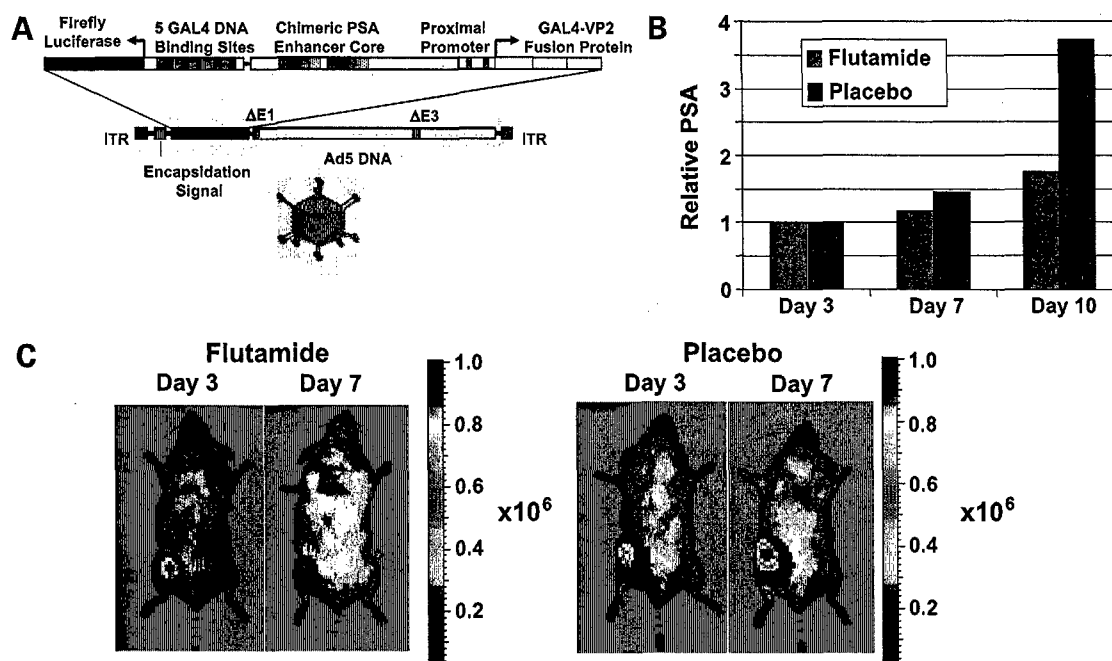 A
Firefly Luciferase
5 GAL4 DNA Binding Sites
Chimeric PSA Enhancer Core
Proximal Promoter
GAL4-VP2 Fusion Protein
ΔE1
ΔE3
ITR
ITR
Encapsidation Signal
Ad5 DNA
B
Relative PSA
4
3
2
1
0
Flutamide
Placebo
Day 3
Day 7
Day 10
C
Flutamide
Day 3
Day 7
1.0
0.8
0.6
0.4
0.2
x10⁶
Placebo
Day 3
Day 7
1.0
0.8
0.6
0.4
0.2
x10⁶